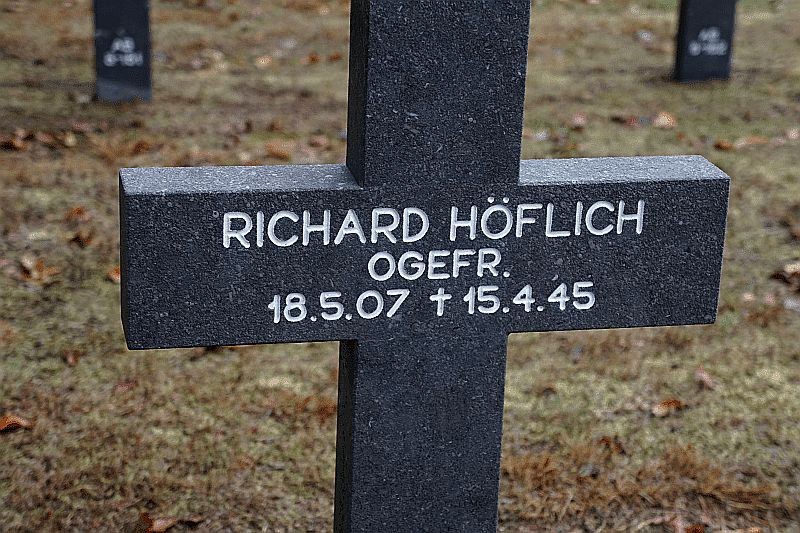 RICHARD HÖFLICH
OGEFR.
18.5.07 † 15.4.45